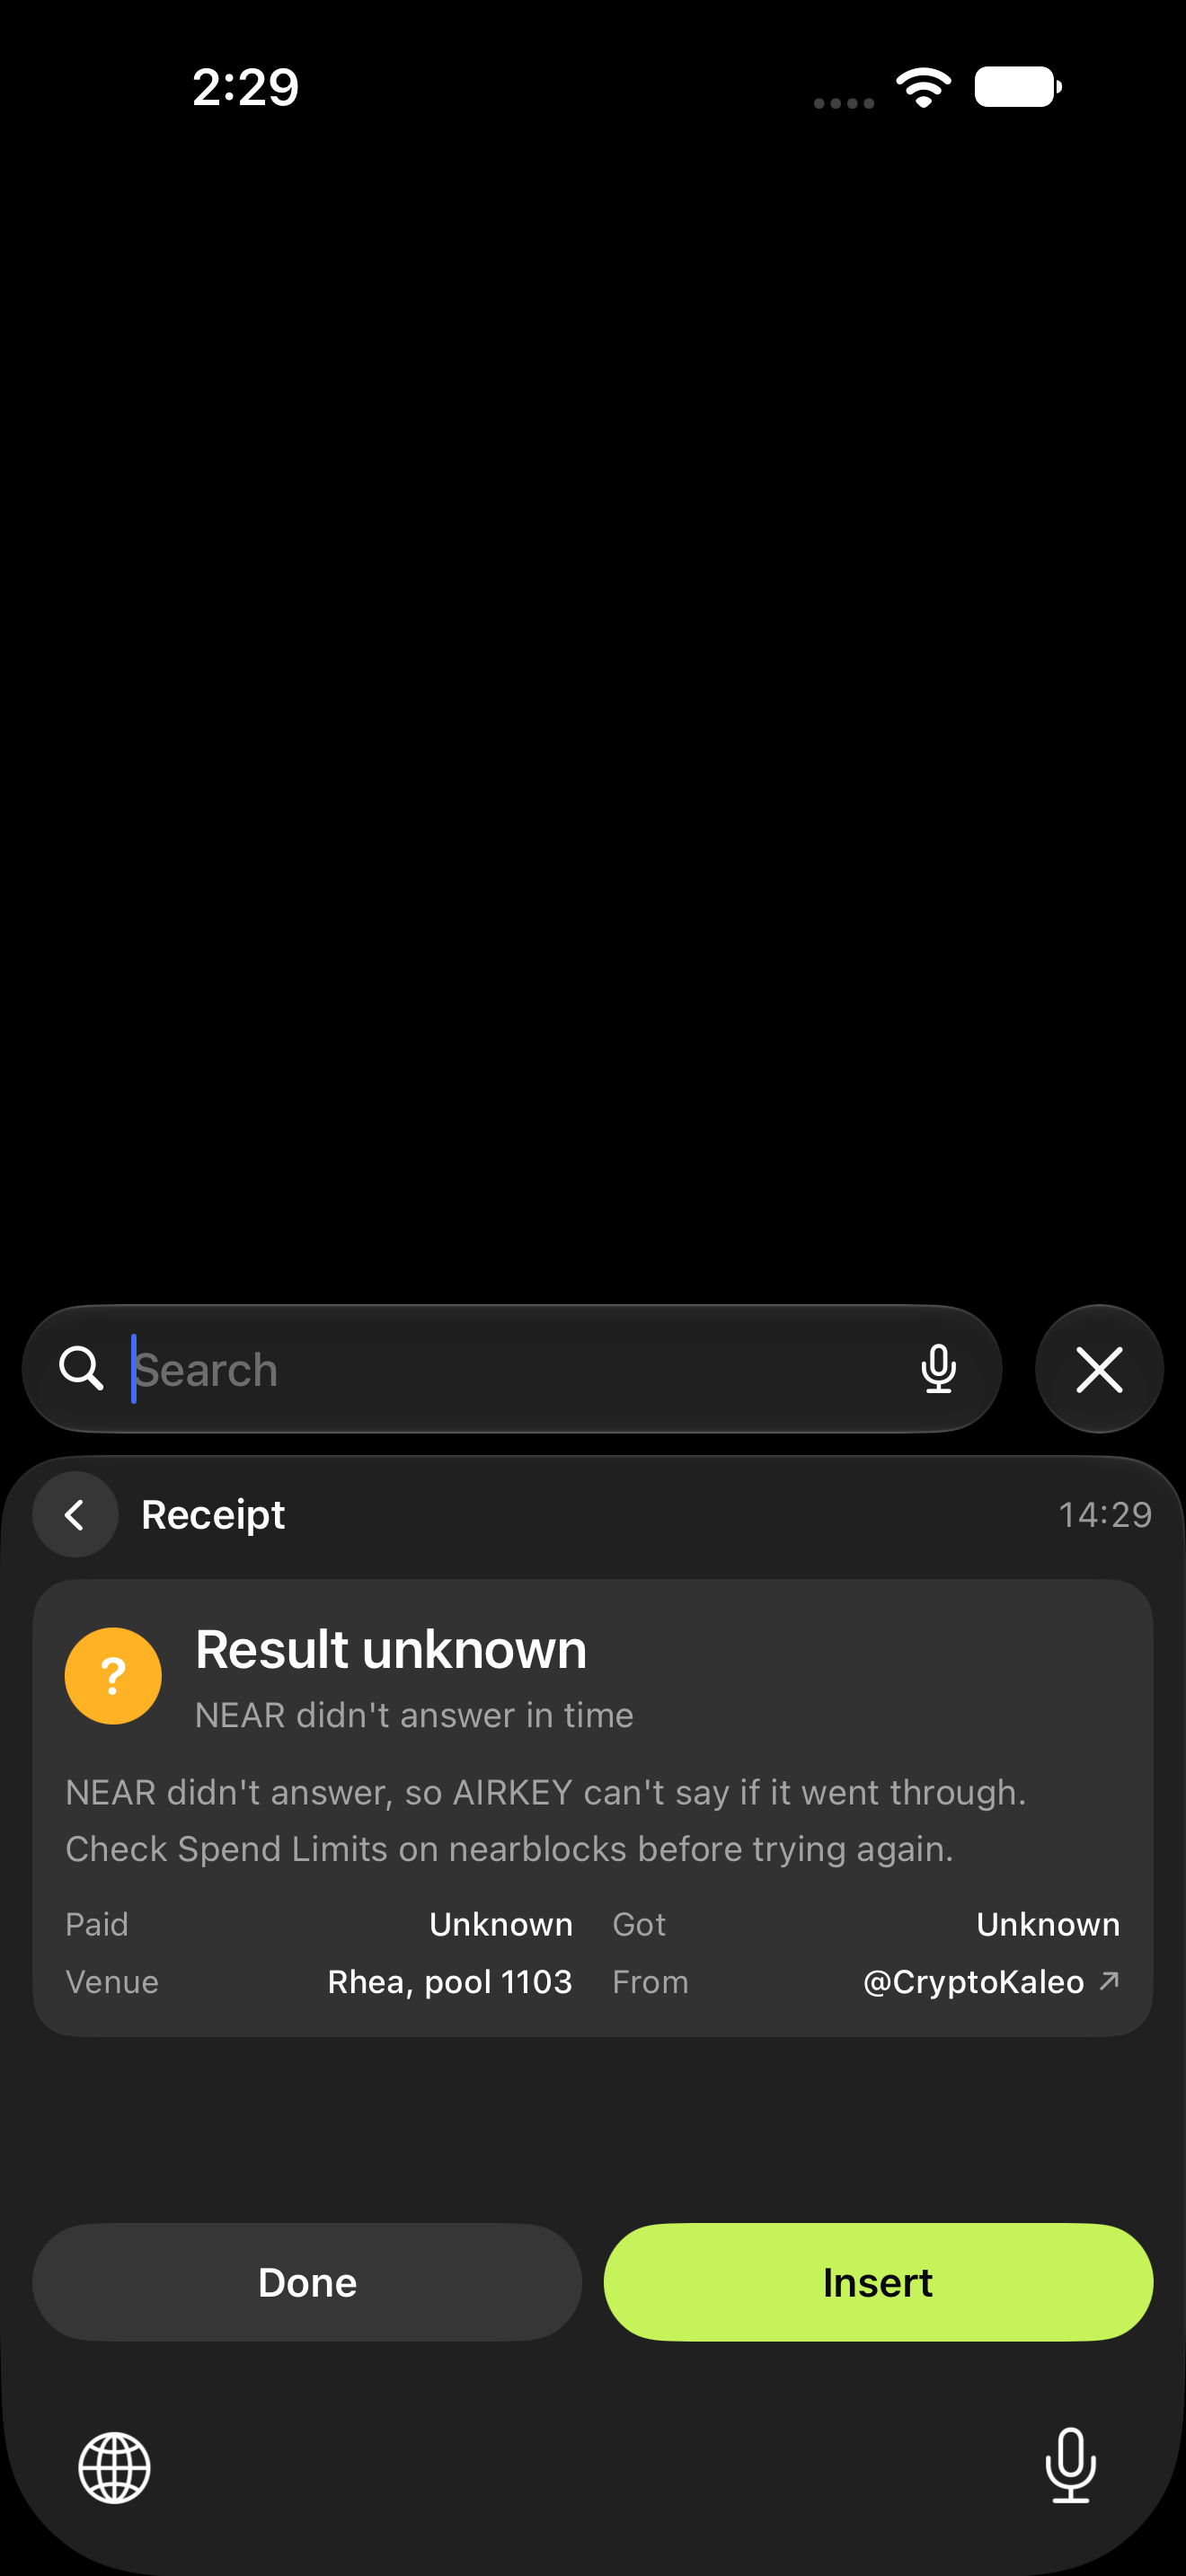 2:29
Search
Receipt
14:29
?
Result unknown
NEAR didn't answer in time
NEAR didn't answer, so AIRKEY can't say if it went through.
Check Spend Limits on nearblocks before trying again.
Paid Unknown Got Unknown
Venue Rhea, pool 1103 From @CryptoKaleo ↗
Done
Insert